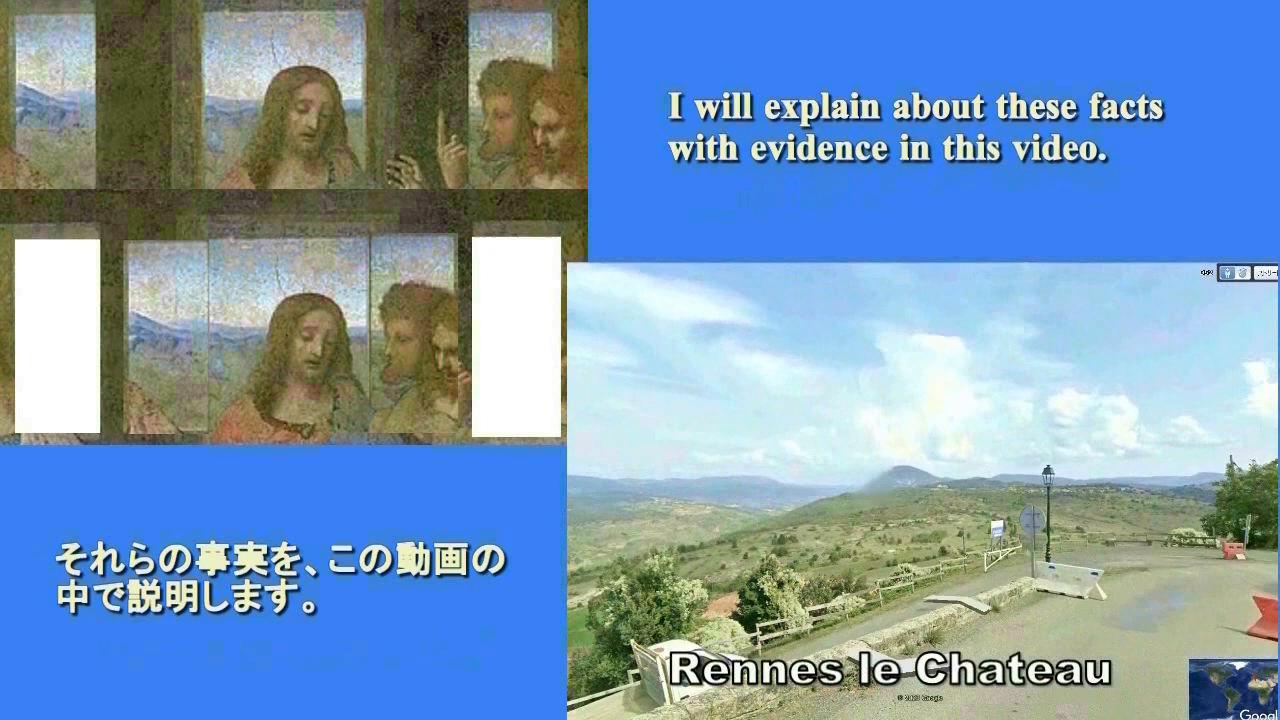 I will explain about these facts
with evidence in this video.
それらの事実を、この動画の
中で説明します。
Rennes le Chateau
Google